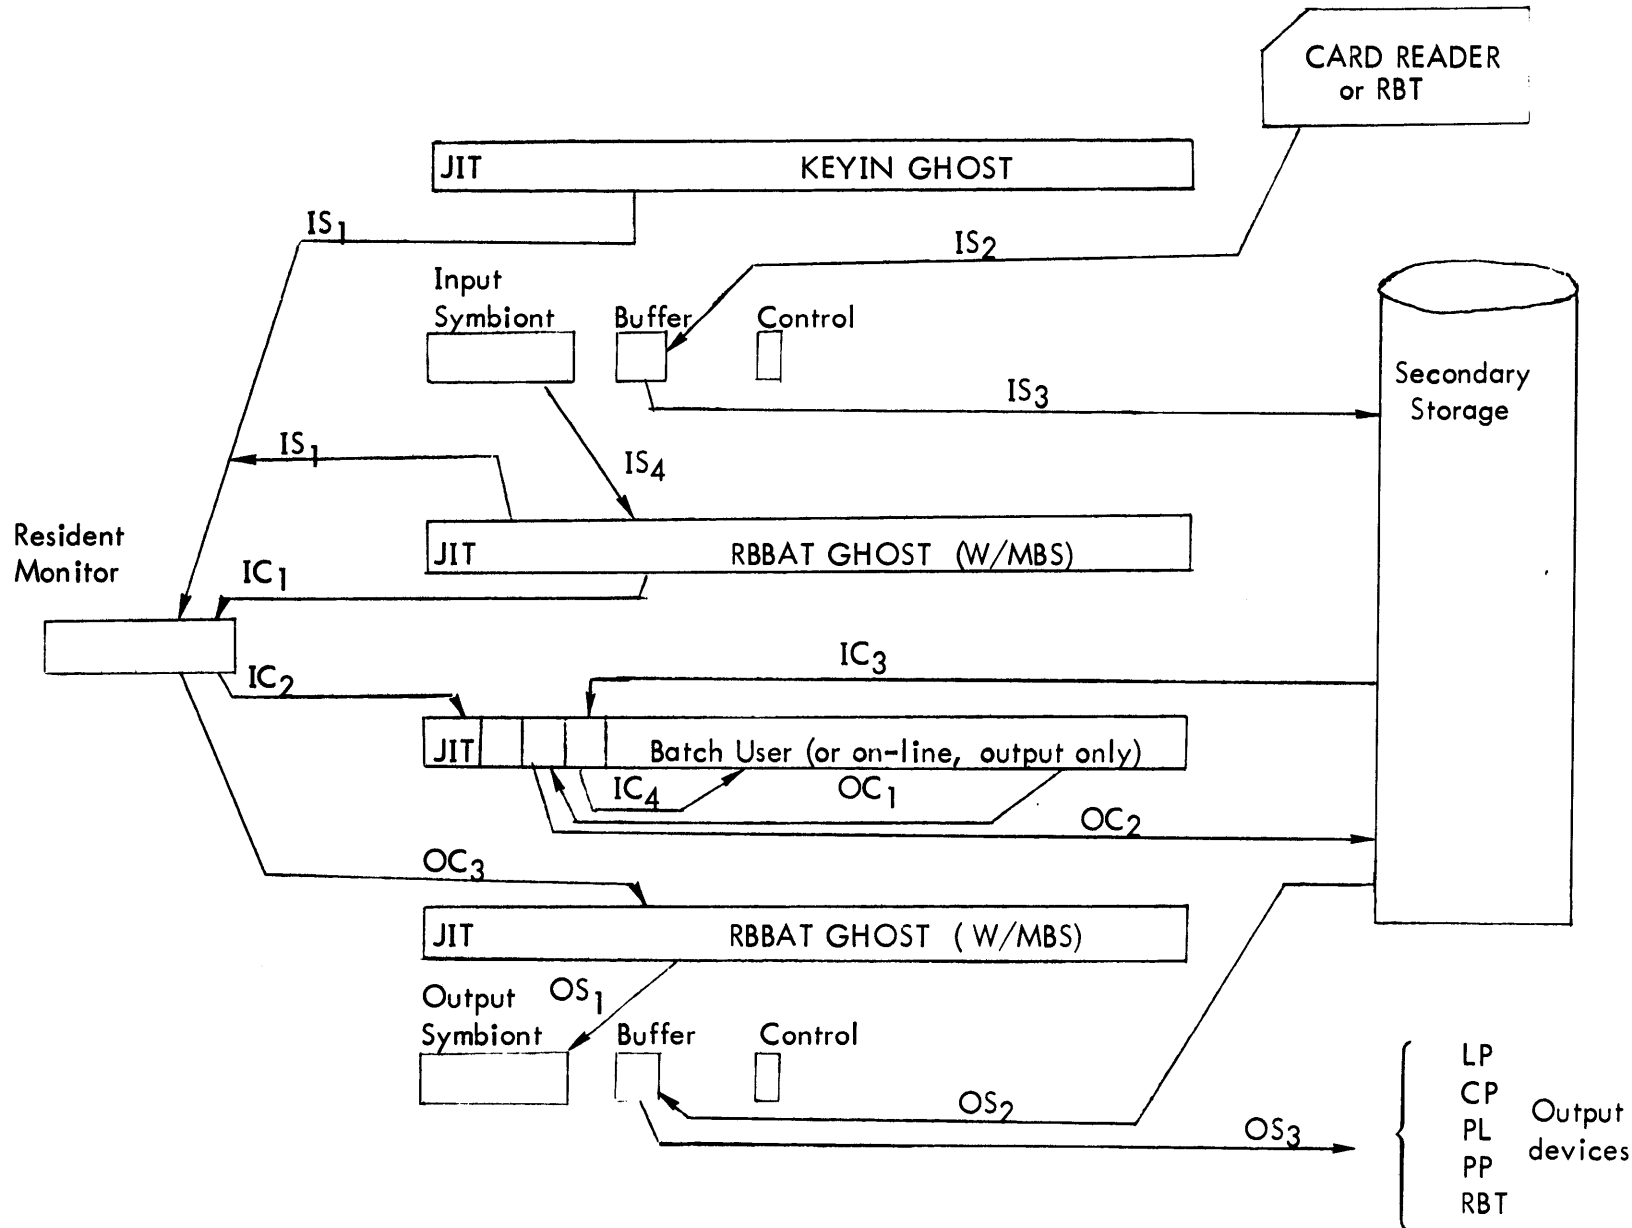 CARD READER
or RBT
JIT KEYIN GHOST
IS1
IS2
Input
Symbiont Buffer Control
Secondary
Storage
IS3
IS1
IS4
Resident
Monitor
JIT RBBAT GHOST (W/MBS)
IC1
IC2
IC3
JIT Batch User (or on-line, output only)
IC4
OC1
OC2
OC3
JIT RBBAT GHOST ( W/MBS)
OS1
Output
Symbiont Buffer Control
OS2
OS3
LP
CP
PL
PP
RBT
Output
devices